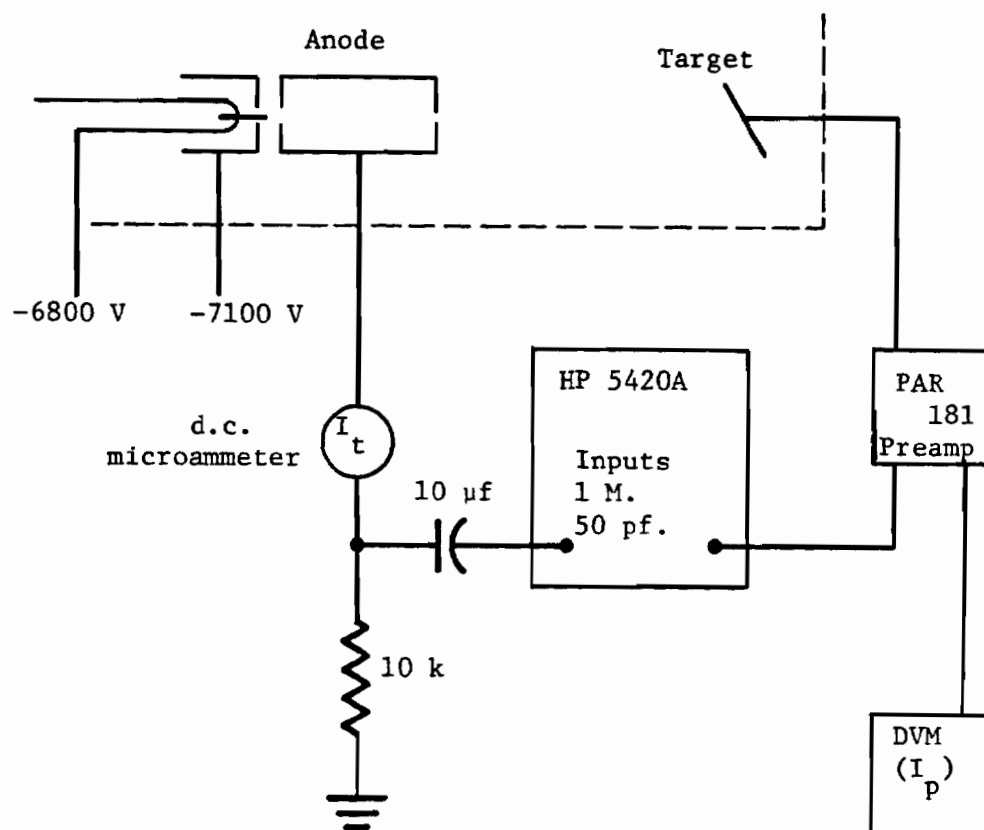 Anode
Target
-6800 V
-7100 V
d.c.
microammeter
I_t
10 µf
HP 5420A
Inputs
1 M.
50 pf.
PAR
181
Preamp
10 k
DVM
(I_p)